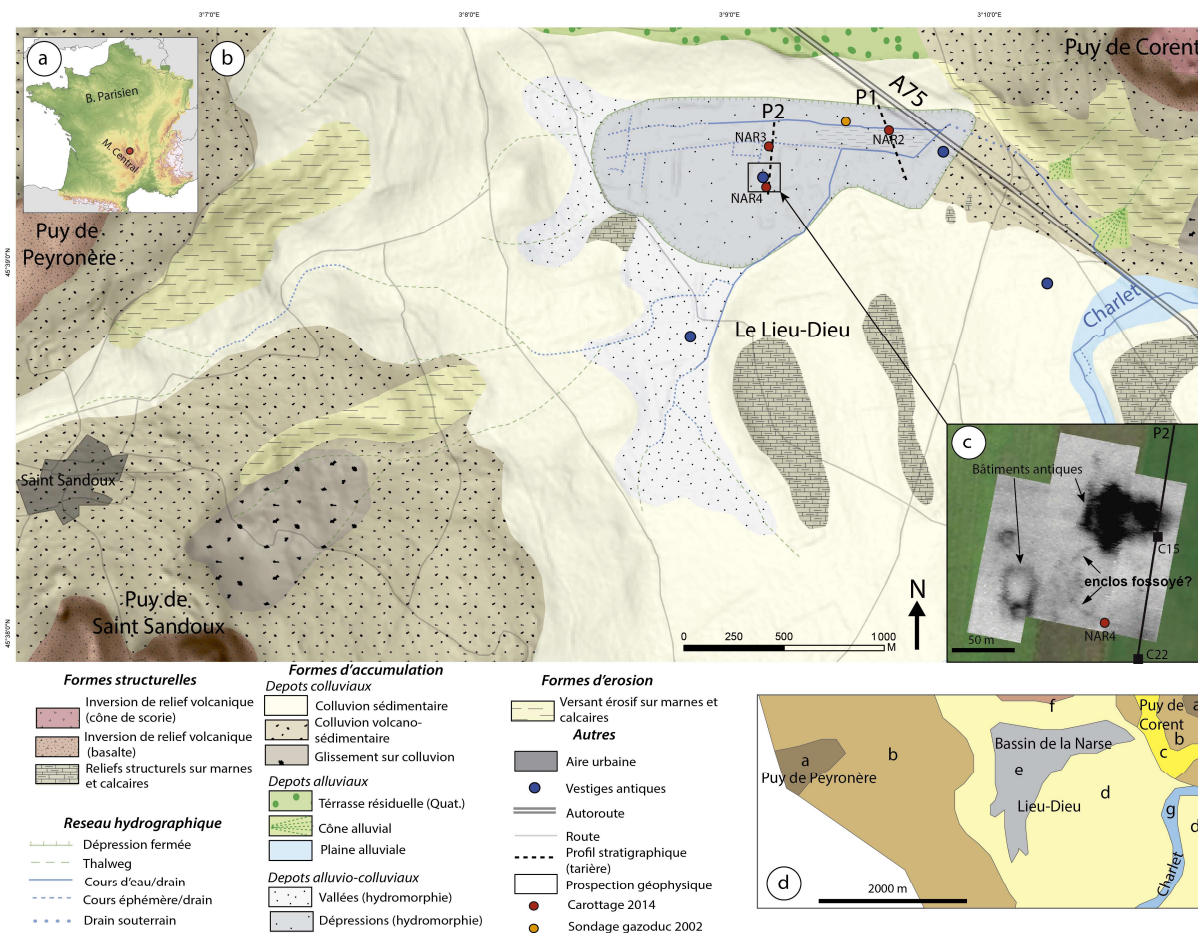 3°7'0"E
3°8'0"E
3°9'0"E
3°10'0"E
a
B. Parisien
M. Central
b
Puy de Corent
A75
P1
P2
NAR3
NAR2
NAR4
Puy de
Peyronère
45°39'0"N
Charlet
Le Lieu-Dieu
Saint Sandoux
Puy de
Saint Sandoux
45°38'0"N
N
0 250 500 1000
M
c
P2
Bâtiments antiques
C15
enclos fossoyé?
NAR4
50 m
C22
Formes structurelles
Inversion de relief volcanique
(cône de scorie)
Inversion de relief volcanique
(basalte)
Reliefs structurels sur marnes
et calcaires
Reseau hydrographique
Dépression fermée
Thalweg
Cours d'eau/drain
Cours éphémère/drain
Drain souterrain
Formes d'accumulation
Depots colluviaux
Colluvion sédimentaire
Colluvion volcano-
sédimentaire
Glissement sur colluvion
Depots alluviaux
Térrasse résiduelle (Quat.)
Cône alluvial
Plaine alluviale
Depots alluvio-colluviaux
Vallées (hydromorphie)
Dépressions (hydromorphie)
Formes d'erosion
Versant érosif sur marnes et
calcaires
Autres
Aire urbaine
Vestiges antiques
Autoroute
Route
Profil stratigraphique
(tarière)
Prospection géophysique
Carottage 2014
Sondage gazoduc 2002
f
Puy de
Corent
a
b
c
Bassin de la Narse
e
b
a
Puy de Peyronère
d
Lieu-Dieu
g
d
Charlet
d
2000 m